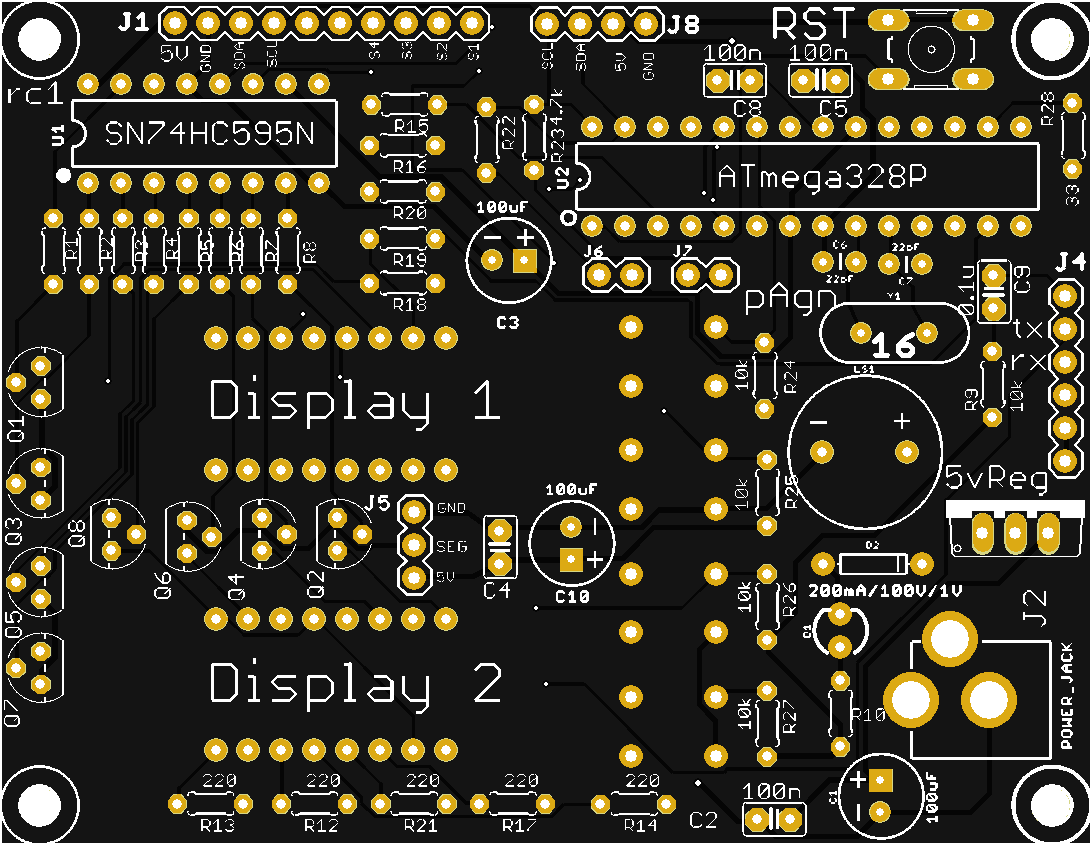 J1
5V
GND
SDA
SCL
S4
S3
S2
S1
SCL
SDA
5V
GND
J8
RST
100n
100n
C8
C5
rc1
U1
SN74HC595N
R15
R16
R20
R19
R18
R22
R23
4.7k
U2
ATmega328P
R28
33
R1
R2
R3
R4
R5
R6
R7
R8
100uF
C3
J6
J7
C6
22pF
22pF
C7
pAgn
Y1
16
0.1u
C9
J4
tx
rx
R9
10k
LS1
10k
R24
10k
R25
Display 1
Q1
Q3
Q5
Q7
Q8
Q6
Q4
Q2
J5
GND
SEG
5V
C4
100uF
C10
5vReg
D2
200mA/100V/1V
10k
R26
10k
R27
R10
J2
POWER_JACK
Display 2
220
R13
220
R12
220
R21
220
R17
220
R14
C2
100n
C1
100uF